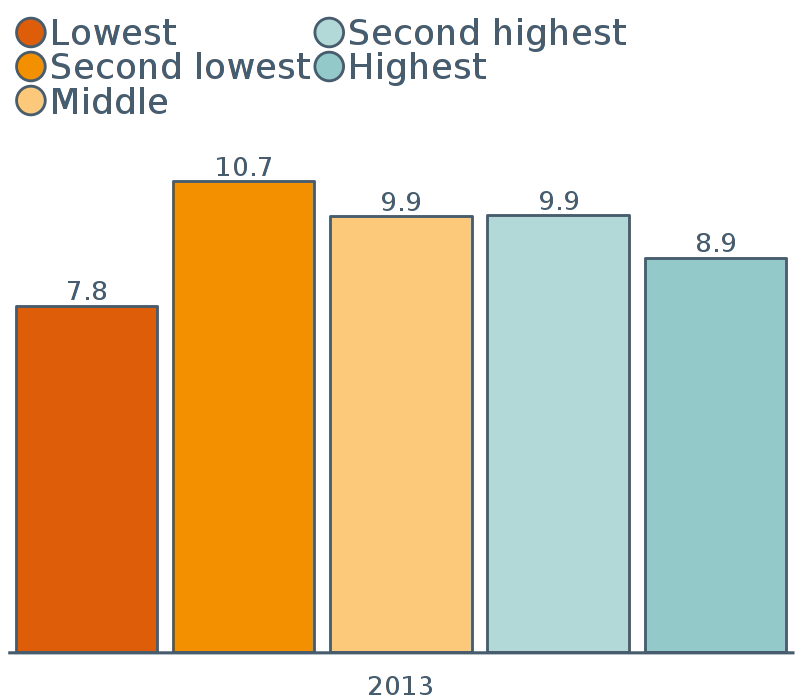 Lowest
Second lowest
Middle
Second highest
Highest
7.8
10.7
9.9
9.9
8.9
2013